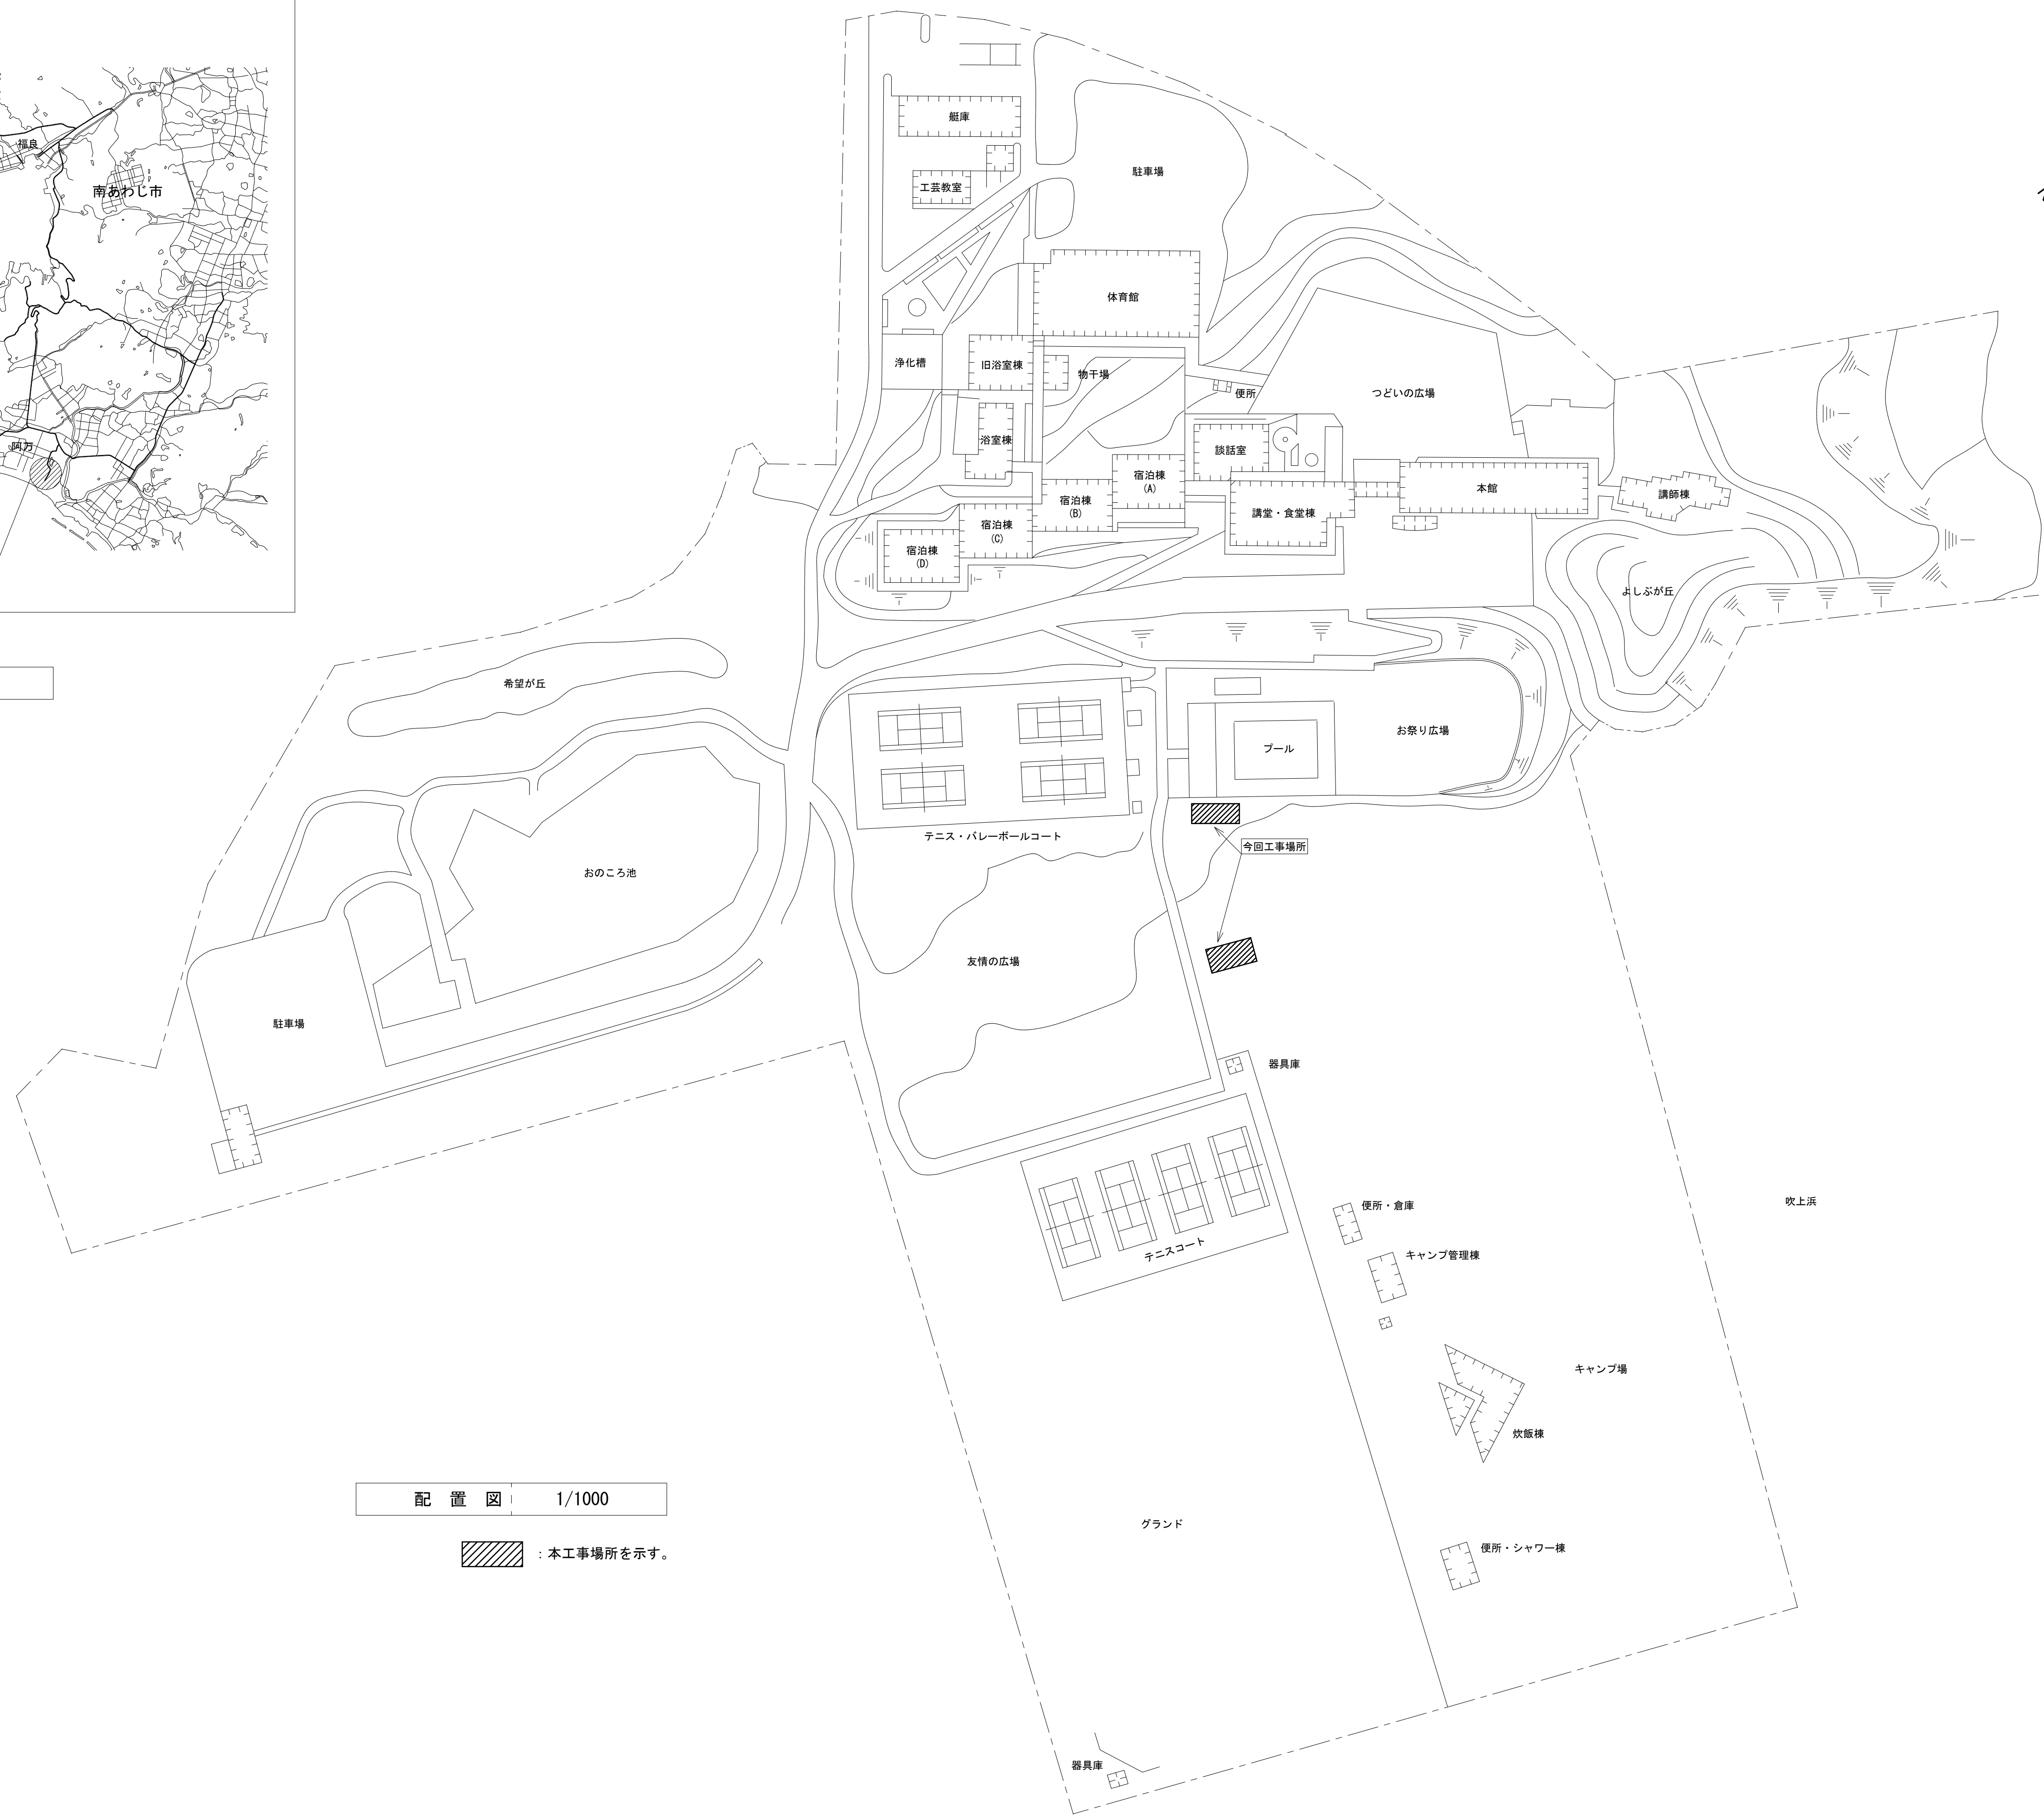 福良
南あわじ市
阿万
艇庫
工芸教室
駐車場
体育館
浄化槽
旧浴室棟
物干場
便所
つどいの広場
浴室棟
談話室
宿泊棟
(A)
宿泊棟
(B)
宿泊棟
(C)
宿泊棟
(D)
講堂・食堂棟
本館
講師棟
よしぶが丘
希望が丘
プール
お祭り広場
テニス・バレーボールコート
今回工事場所
おのころ池
友情の広場
駐車場
器具庫
テニスコート
便所・倉庫
キャンプ管理棟
吹上浜
キャンプ場
炊飯棟
グランド
便所・シャワー棟
器具庫
配 置 図 1/1000
：本工事場所を示す。